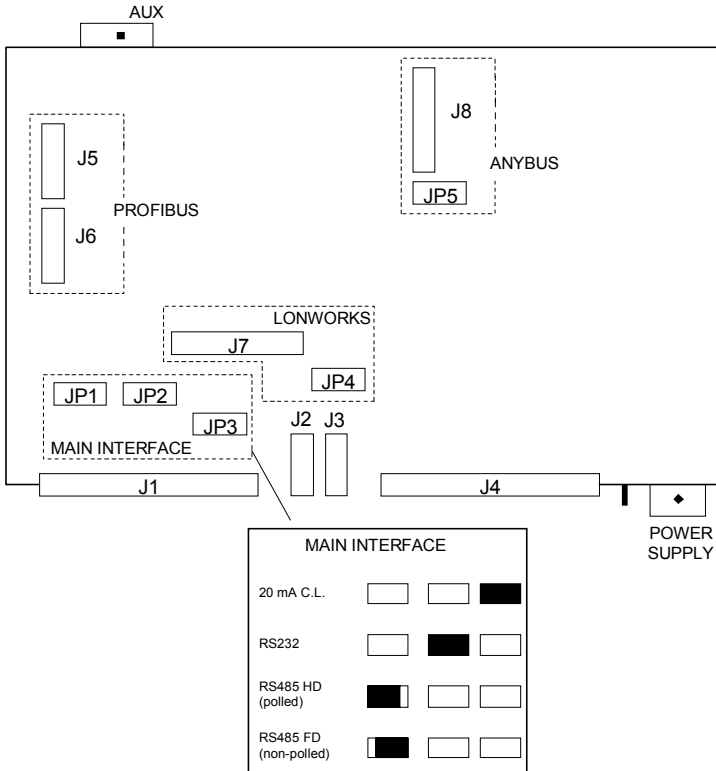 AUX
J8
J5
ANYBUS
JP5
PROFIBUS
J6
LONWORKS
J7
JP4
JP1 JP2
J2 J3
JP3
MAIN INTERFACE
J1
J4
POWER
SUPPLY
MAIN INTERFACE
20 mA C.L.
RS232
RS485 HD
(polled)
RS485 FD
(non-polled)